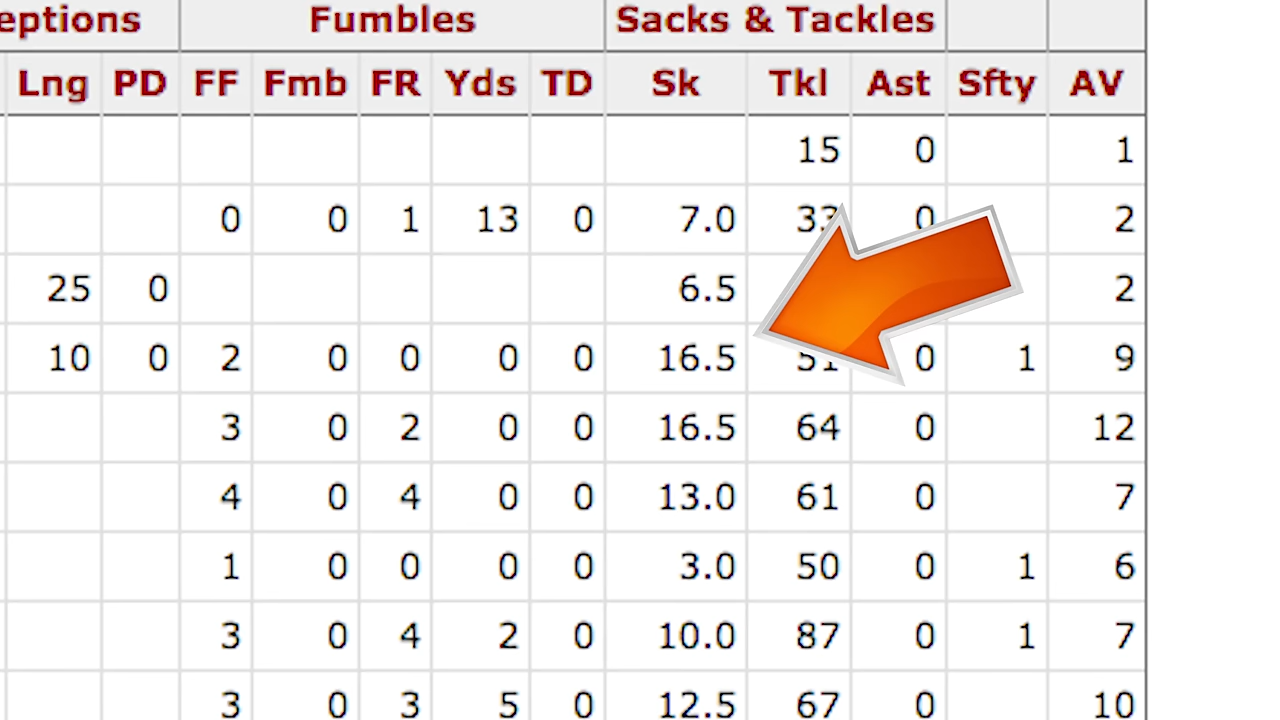 eptions Fumbles Sacks & Tackles
Lng PD FF Fmb FR Yds TD Sk Tkl Ast Sfty AV
15 0 1
0 0 1 13 0 7.0 33 0 2
25 0 6.5 2
10 0 2 0 0 0 0 16.5 51 0 1 9
3 0 2 0 0 16.5 64 0 12
4 0 4 0 0 13.0 61 0 7
1 0 0 0 0 3.0 50 0 1 6
3 0 4 2 0 10.0 87 0 1 7
3 0 3 5 0 12.5 67 0 10